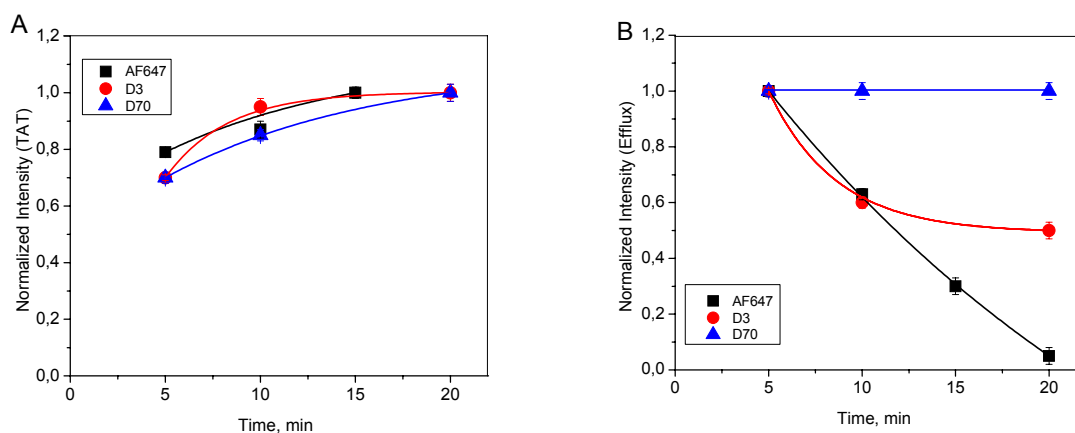 A
AF647
D3
D70
Normalized Intensity (TAT)
1,2
1,0
0,8
0,6
0,4
0,2
0,0
0 5 10 15 20
Time, min
B
AF647
D3
D70
Normalized Intensity (Efflux)
1,2
1,0
0,8
0,6
0,4
0,2
0,0
0 5 10 15 20
Time, min